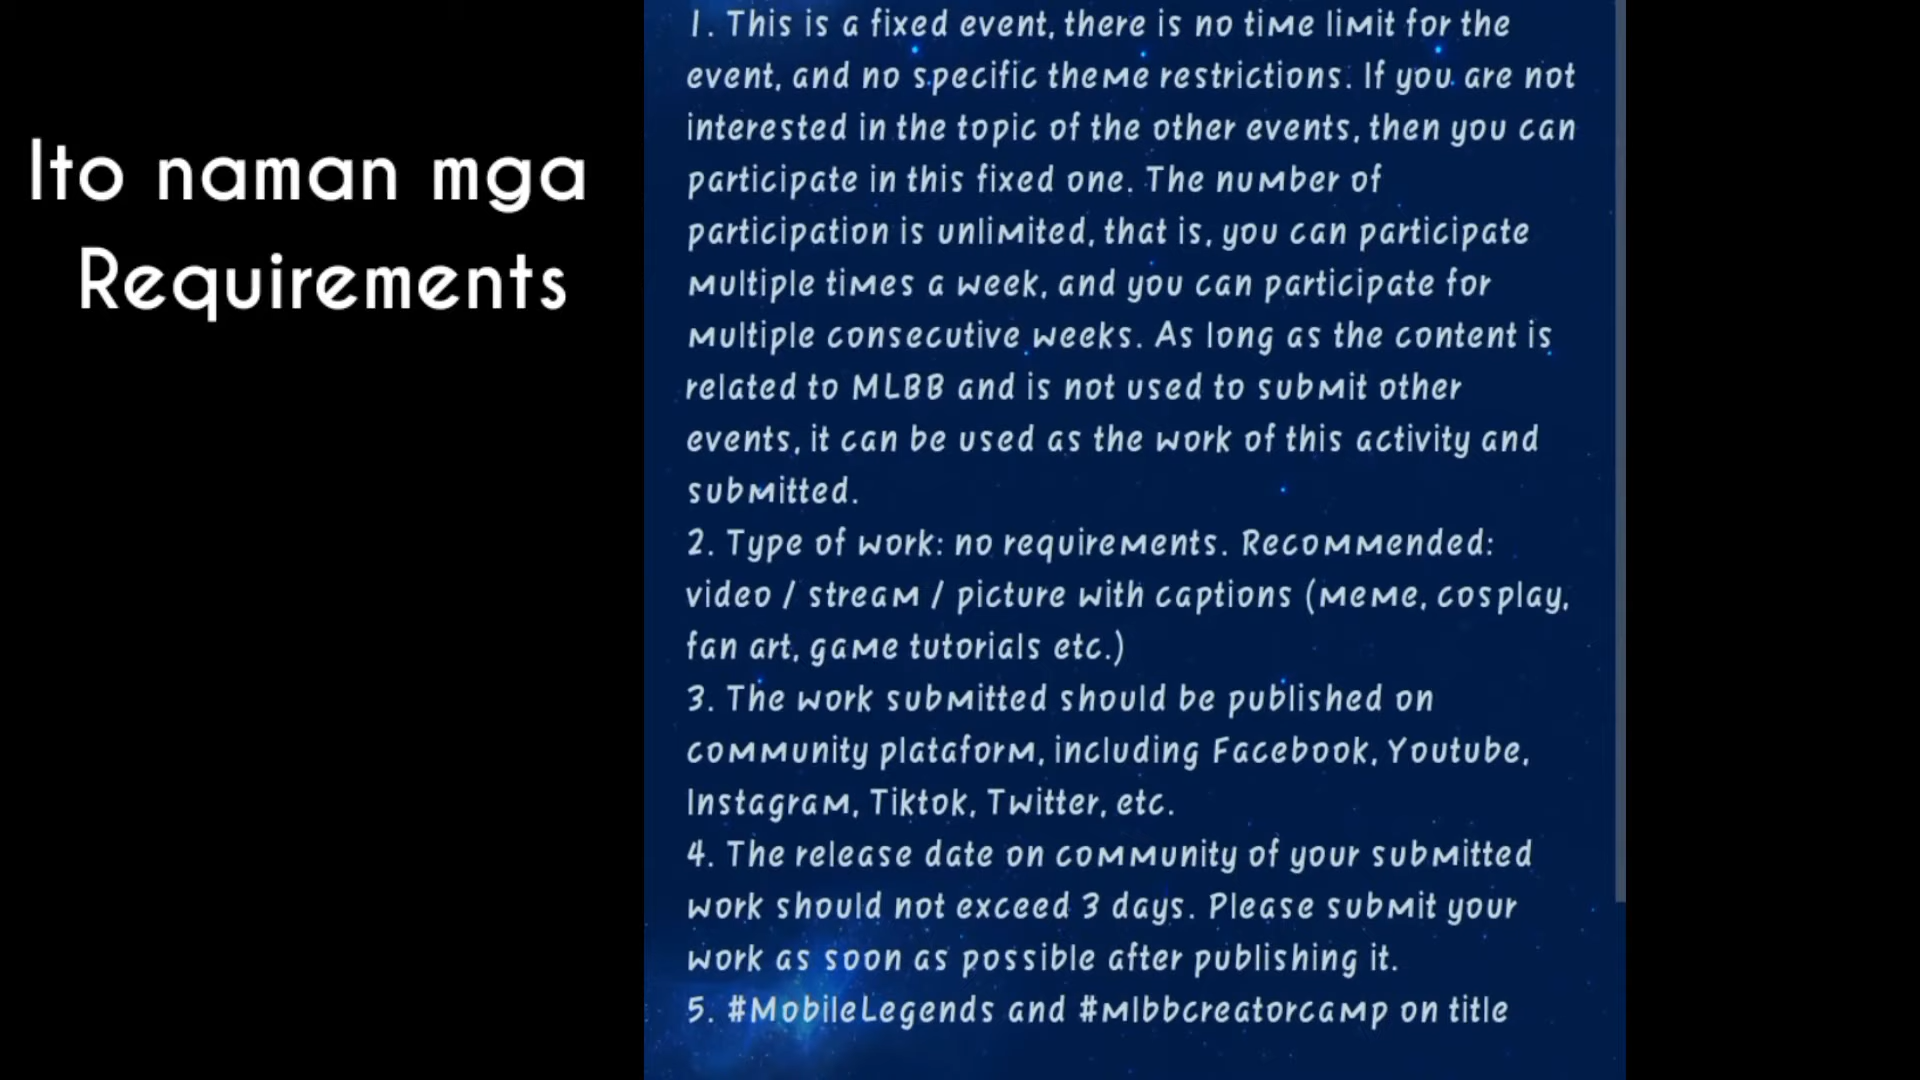 Ito naman mga
Requirements
1. This is a fixed event, there is no time limit for the
event, and no specific theme restrictions. If you are not
interested in the topic of the other events, then you can
participate in this fixed one. The number of
participation is unlimited, that is, you can participate
multiple times a week, and you can participate for
multiple consecutive weeks. As long as the content is
related to MLBB and is not used to submit other
events, it can be used as the work of this activity and
submitted.
2. Type of work: no requirements. Recommended:
video / stream / picture with captions (meme, cosplay,
fan art, game tutorials etc.)
3. The work submitted should be published on
community plataform, including Facebook, Youtube,
Instagram, Tiktok, Twitter, etc.
4. The release date on community of your submitted
work should not exceed 3 days. Please submit your
work as soon as possible after publishing it.
5. #MobileLegends and #mlbbcreatorcamp on title